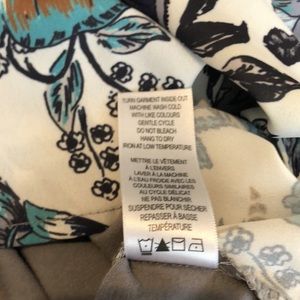 TURN GARMENT INSIDE OUT
MACHINE WASH COLD
WITH LIKE COLOURS
GENTLE CYCLE
DO NOT BLEACH
HANG TO DRY
IRON AT LOW TEMPERATURE
METTRE LE VÊTEMENT
À L'ENVERS
LAVER À LA MACHINE
À L'EAU FROIDE AVEC LES
COULEURS SIMILAIRES
AU CYCLE DÉLICAT
NE PAS BLANCHIR
SUSPENDRE POUR SÉCHER
REPASSER À BASSE
TEMPÉRATURE